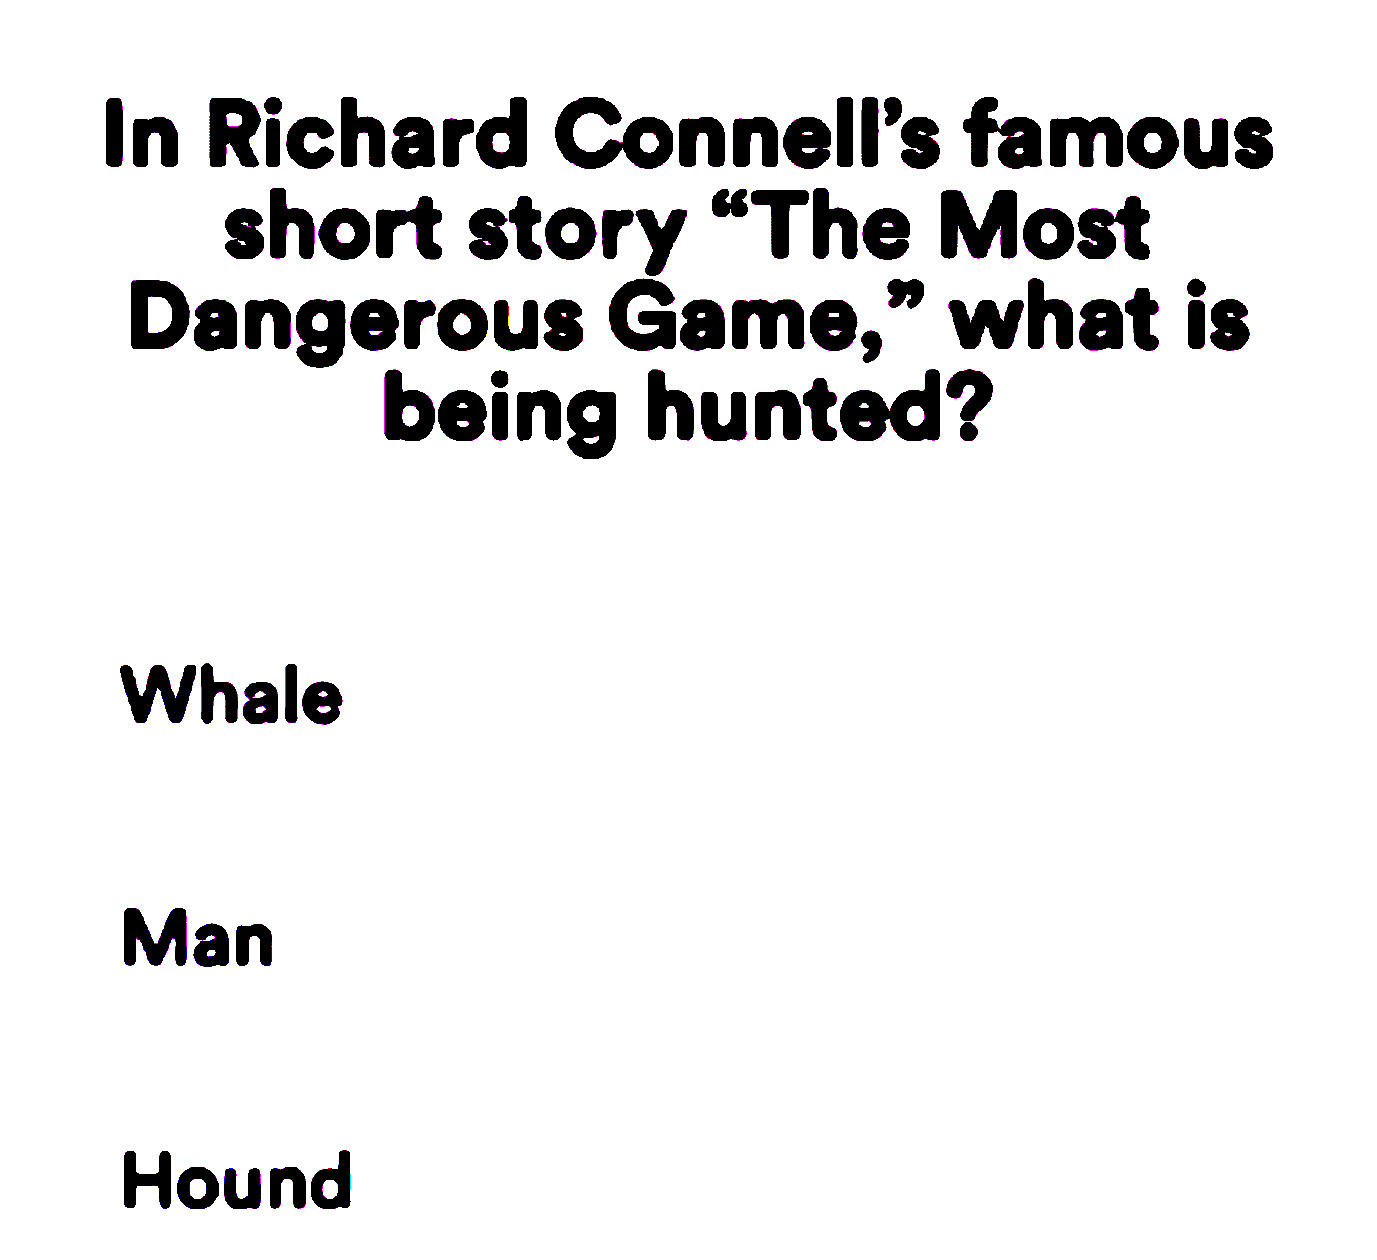 In Richard Connell’s famous
short story “The Most
Dangerous Game,” what is
being hunted?
Whale
Man
Hound